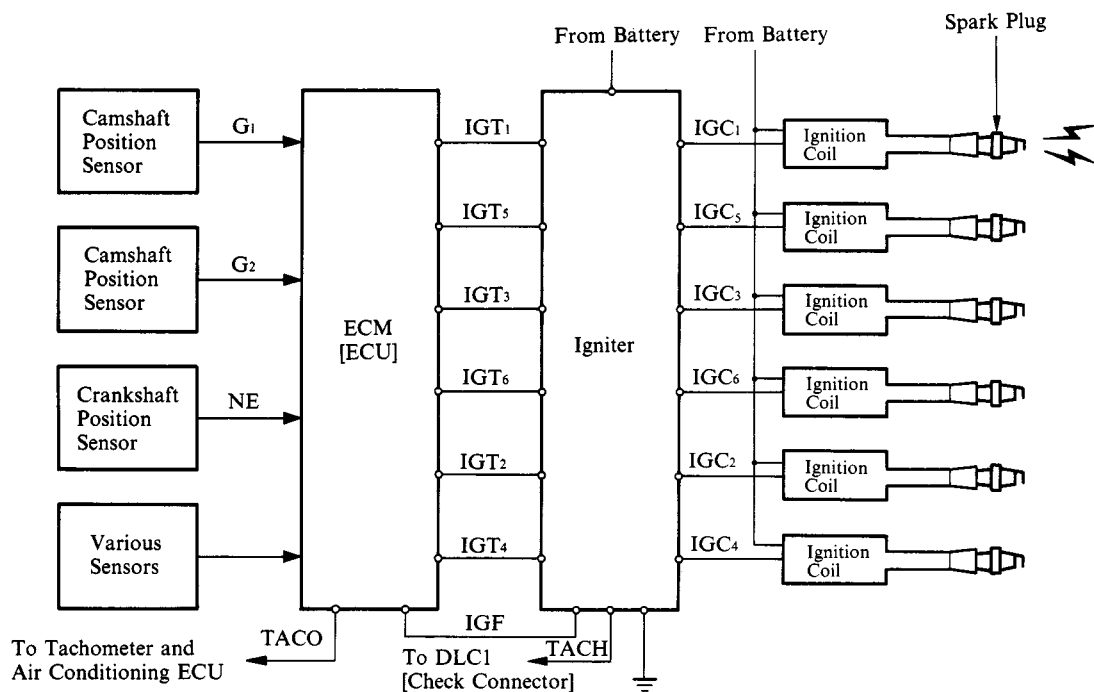 From Battery
From Battery
Spark Plug
Camshaft
Position
Sensor
G1
IGT1
IGC1
Ignition
Coil
Camshaft
Position
Sensor
G2
IGT5
IGC5
Ignition
Coil
IGT3
IGC3
Ignition
Coil
ECM
[ECU]
Igniter
Crankshaft
Position
Sensor
NE
IGT6
IGC6
Ignition
Coil
IGT2
IGC2
Ignition
Coil
Various
Sensors
IGT4
IGC4
Ignition
Coil
To Tachometer and
Air Conditioning ECU
TACO
IGF
To DLC1
[Check Connector]
TACH